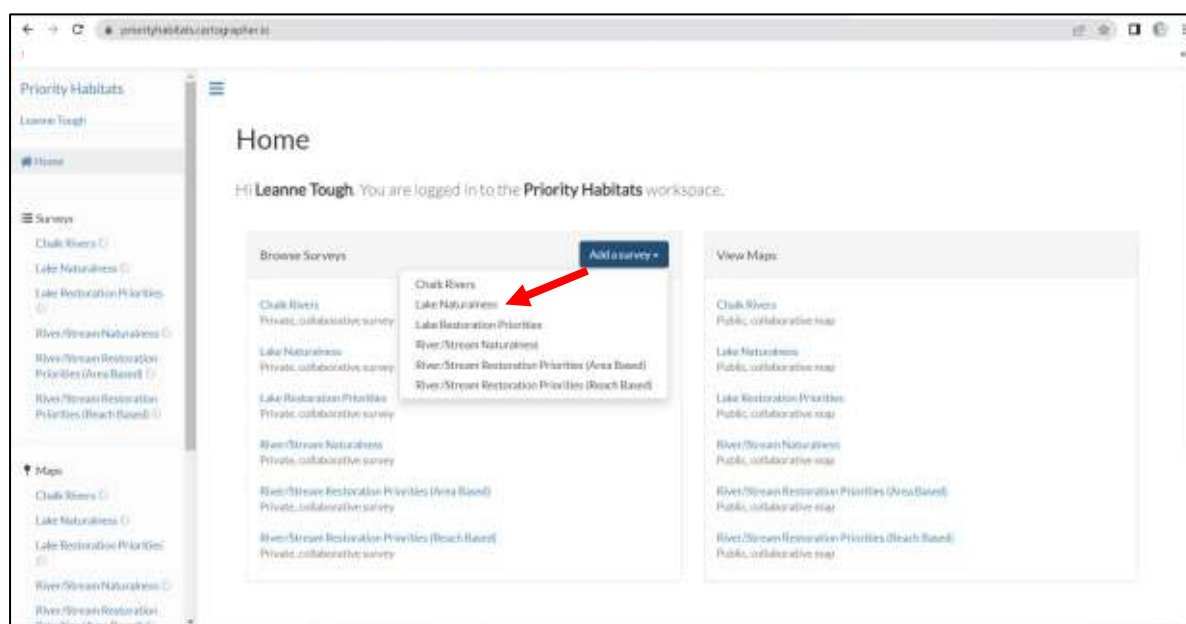 priorityhabitats.cartographer.io
Priority Habitats
Leanne Tough
Home
Surveys
Chalk Rivers
Lake Naturalness
Lake Restoration Priorities
River/Stream Naturalness
River/Stream Restoration
Priorities (Area Based)
River/Stream Restoration
Priorities (Reach Based)
Maps
Chalk Rivers
Lake Naturalness
Lake Restoration Priorities
River/Stream Naturalness
River/Stream Restoration
Priorities (Area Based)
Home
Hi Leanne Tough. You are logged in to the Priority Habitats workspace.
Browse Surveys
Add a survey
Chalk Rivers
Lake Naturalness
Lake Restoration Priorities
River/Stream Naturalness
River/Stream Restoration Priorities (Area Based)
River/Stream Restoration Priorities (Reach Based)
Chalk Rivers
Private, collaborative survey
Lake Naturalness
Private, collaborative survey
Lake Restoration Priorities
Private, collaborative survey
River/Stream Naturalness
Private, collaborative survey
River/Stream Restoration Priorities (Area Based)
Private, collaborative survey
River/Stream Restoration Priorities (Reach Based)
Private, collaborative survey
View Maps
Chalk Rivers
Public, collaborative map
Lake Naturalness
Public, collaborative map
Lake Restoration Priorities
Public, collaborative map
River/Stream Naturalness
Public, collaborative map
River/Stream Restoration Priorities (Area Based)
Public, collaborative map
River/Stream Restoration Priorities (Reach Based)
Public, collaborative map